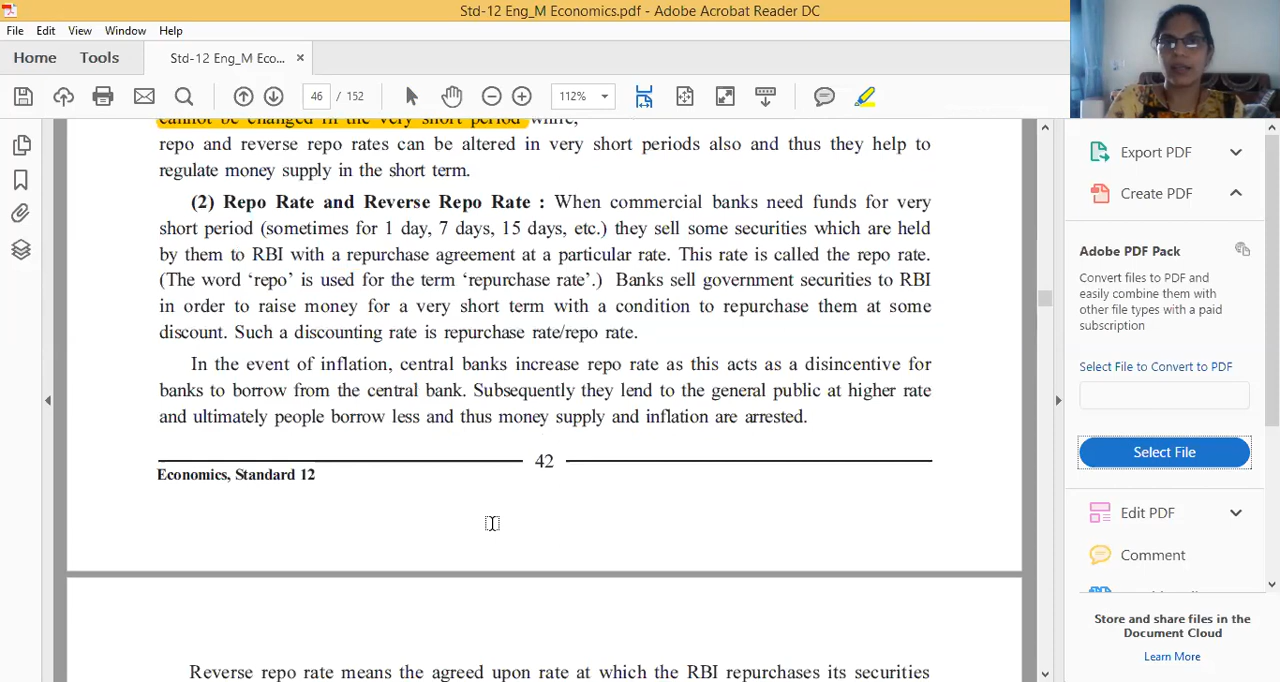 Std-12 Eng_M Economics.pdf - Adobe Acrobat Reader DC
File Edit View Window Help
Home Tools Std-12 Eng_M Eco... ×
46 / 152 112%
cannot be changed in the very short period while,
repo and reverse repo rates can be altered in very short periods also and thus they help to
regulate money supply in the short term.
(2) Repo Rate and Reverse Repo Rate : When commercial banks need funds for very
short period (sometimes for 1 day, 7 days, 15 days, etc.) they sell some securities which are held
by them to RBI with a repurchase agreement at a particular rate. This rate is called the repo rate.
(The word ‘repo’ is used for the term ‘repurchase rate’.) Banks sell government securities to RBI
in order to raise money for a very short term with a condition to repurchase them at some
discount. Such a discounting rate is repurchase rate/repo rate.
In the event of inflation, central banks increase repo rate as this acts as a disincentive for
banks to borrow from the central bank. Subsequently they lend to the general public at higher rate
and ultimately people borrow less and thus money supply and inflation are arrested.
42
Economics, Standard 12
Reverse repo rate means the agreed upon rate at which the RBI repurchases its securities
Export PDF
Create PDF
Adobe PDF Pack
Convert files to PDF and
easily combine them with
other file types with a paid
subscription
Select File to Convert to PDF
Select File
Edit PDF
Comment
Store and share files in the
Document Cloud
Learn More